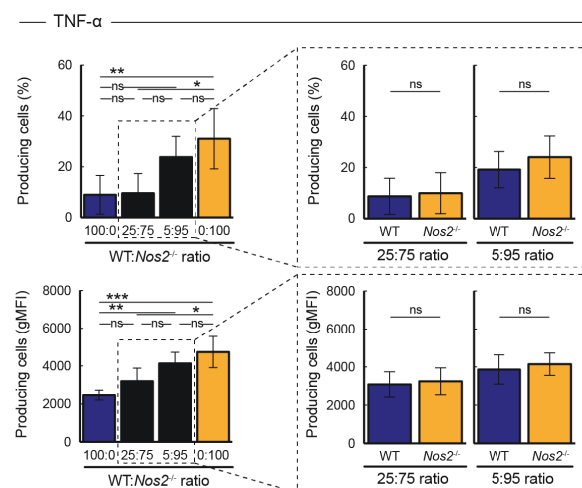 TNF-α
Producing cells (%)
60
40
20
0
**
ns
*
ns
ns
ns
100:0
25:75
5:95
0:100
WT:Nos2-/- ratio
Producing cells (%)
60
40
20
0
ns
WT
Nos2-/-
25:75 ratio
ns
WT
Nos2-/-
5:95 ratio
Producing cells (gMFI)
8000
6000
4000
2000
0
***
**
*
ns
ns
ns
100:0
25:75
5:95
0:100
WT:Nos2-/- ratio
Producing cells (gMFI)
8000
6000
4000
2000
0
ns
WT
Nos2-/-
25:75 ratio
ns
WT
Nos2-/-
5:95 ratio